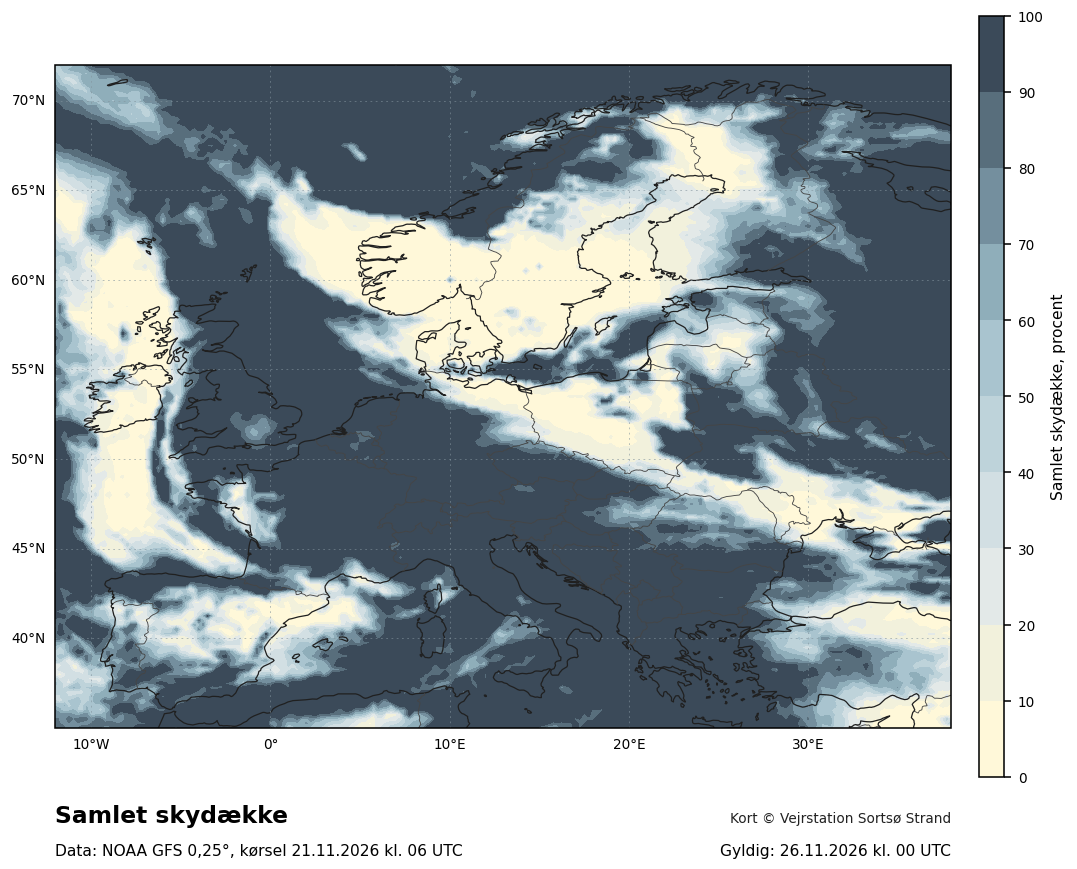 100
90
80
70
60
50
40
30
20
10
0
Samlet skydække, procent
70°N
65°N
60°N
55°N
50°N
45°N
40°N
10°W
0°
10°E
20°E
30°E
Samlet skydække
Kort © Vejrstation Sortsø Strand
Data: NOAA GFS 0,25°, kørsel 21.11.2026 kl. 06 UTC
Gyldig: 26.11.2026 kl. 00 UTC